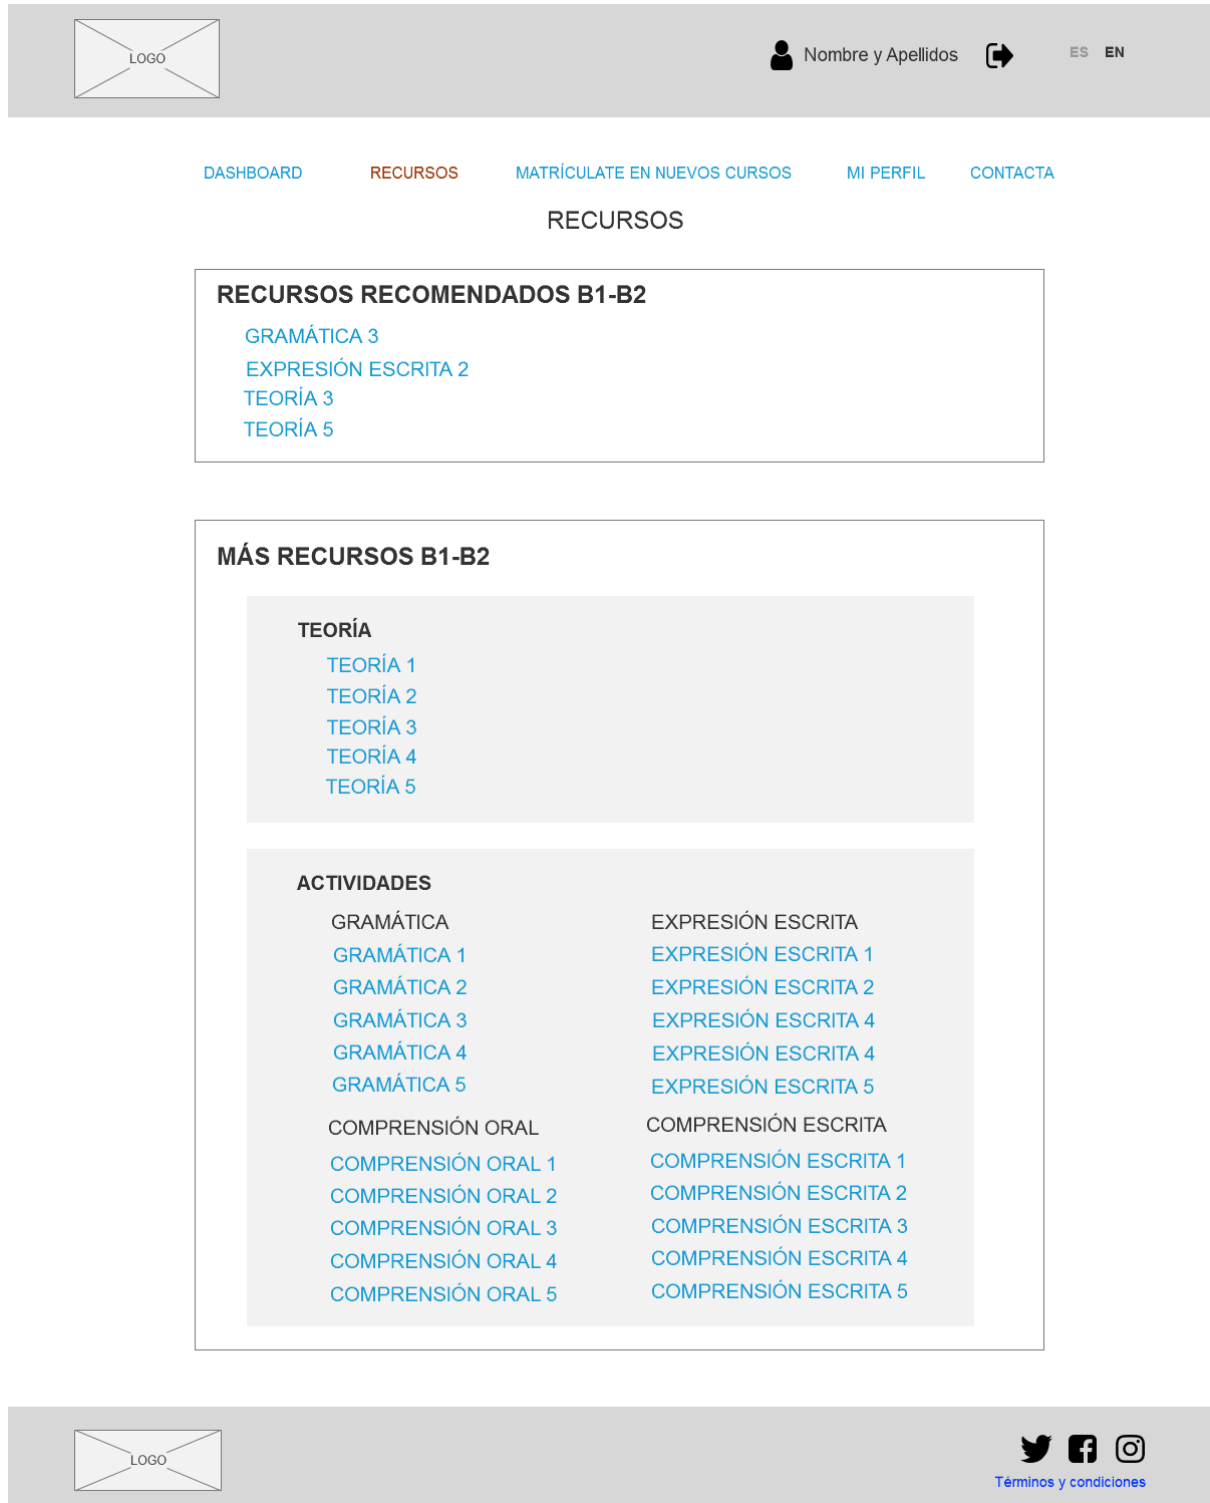 LOGO
Nombre y Apellidos
ES EN
DASHBOARD RECURSOS MATRÍCULATE EN NUEVOS CURSOS MI PERFIL CONTACTA
RECURSOS
RECURSOS RECOMENDADOS B1-B2
GRAMÁTICA 3
EXPRESIÓN ESCRITA 2
TEORÍA 3
TEORÍA 5
MÁS RECURSOS B1-B2
TEORÍA
TEORÍA 1
TEORÍA 2
TEORÍA 3
TEORÍA 4
TEORÍA 5
ACTIVIDADES
GRAMÁTICA
GRAMÁTICA 1
GRAMÁTICA 2
GRAMÁTICA 3
GRAMÁTICA 4
GRAMÁTICA 5
EXPRESIÓN ESCRITA
EXPRESIÓN ESCRITA 1
EXPRESIÓN ESCRITA 2
EXPRESIÓN ESCRITA 4
EXPRESIÓN ESCRITA 4
EXPRESIÓN ESCRITA 5
COMPRENSIÓN ORAL
COMPRENSIÓN ORAL 1
COMPRENSIÓN ORAL 2
COMPRENSIÓN ORAL 3
COMPRENSIÓN ORAL 4
COMPRENSIÓN ORAL 5
COMPRENSIÓN ESCRITA
COMPRENSIÓN ESCRITA 1
COMPRENSIÓN ESCRITA 2
COMPRENSIÓN ESCRITA 3
COMPRENSIÓN ESCRITA 4
COMPRENSIÓN ESCRITA 5
LOGO
Términos y condiciones